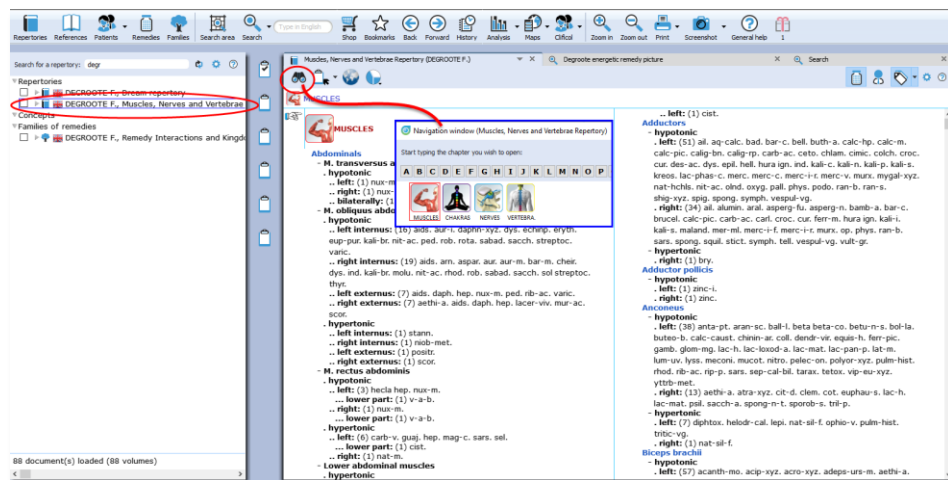 Type in English
Repertories References Patients Remedies Families Search area Search Shop Bookmarks Back Forward History Analysis Maps Clificol Zoom in Zoom out Print Screenshot General help 1
Search for a repertory: degr
Repertories
DEGROOTE F., Dream repertory
DEGROOTE F., Muscles, Nerves and Vertebrae
Concepts
Families of remedies
DEGROOTE F., Remedy Interactions and Kingdo
88 document(s) loaded (88 volumes)
Muscles, Nerves and Vertebrae Repertory (DEGROOTE F.)
Degroote energetic remedy picture
Search
MUSCLES
MUSCLES
Abdominals
- M. transversus a
. hypotonic
.. left: (1) nux-m
.. right: (1) nux-
.. bilaterally: (1
- M. obliquus abdo
. hypotonic
.. left internus: (16) aids. aur-i. daphn-xyz. dys. echinp. eryth.
eup-pur. kali-br. nit-ac. ped. rob. rota. sabad. sacch. streptoc.
varic.
.. right internus: (19) aids. arn. aspar. aur. aur-m. bar-m. cheir.
dys. ind. kali-br. molu. nit-ac. rhod. rob. sabad. sacch. sol streptoc.
thyr.
.. left externus: (7) aids. daph. hep. nux-m. ped. rib-ac. varic.
.. right externus: (7) aethi-a. aids. daph. hep. lacer-viv. mur-ac.
scor.
. hypertonic
.. left internus: (1) stann.
.. right internus: (1) niob-met.
.. left externus: (1) positr.
.. right externus: (1) scor.
- M. rectus abdominis
. hypotonic
.. left: (3) hecla hep. nux-m.
... lower part: (1) v-a-b.
.. right: (1) nux-m.
... lower part: (1) v-a-b.
. hypertonic
.. left: (6) carb-v. guaj. hep. mag-c. sars. sel.
... lower part: (1) cist.
.. right: (1) nat-m.
- Lower abdominal muscles
. hypertonic
Navigation window (Muscles, Nerves and Vertebrae Repertory)
Start typing the chapter you wish to open:
A B C D E F G H I J K L M N O P
MUSCLES CHAKRAS NERVES VERTEBRA.
.. left: (1) cist.
Adductors
- hypotonic
. left: (51) ail. aq-calc. bad. bar-c. bell. buth-a. calc-hp. calc-m.
calc-pic. calig-bn. calig-rp. carb-ac. ceto. chlam. cimic. colch. croc.
cur. des-ac. dys. epil. hell. hura ign. ind. kali-c. kali-n. kali-p. kali-s.
kreos. lac-phas-c. merc. merc-c. merc-i-r. merc-v. murx. mygal-xyz.
nat-hchls. nit-ac. olnd. oxyg. pall. phys. podo. ran-b. ran-s.
shig-xyz. spig. spong. symph. vespul-vg.
. right: (34) ail. alumin. aral. asperg-fu. asperg-n. bamb-a. bar-c.
brucel. calc-pic. carb-ac. carl. croc. cur. ferr-m. hura ign. kali-i.
kali-s. maland. mer-ml. merc-i-f. merc-i-r. murx. op. phys. ran-b.
sars. spong. squil. stict. symph. tell. vespul-vg. vult-gr.
- hypertonic
. right: (1) bry.
Adductor pollicis
- hypotonic
. left: (1) zinc-i.
. right: (1) zinc.
Anconeus
- hypotonic
. left: (38) anta-pt. aran-sc. ball-l. beta beta-co. betu-n-s. bol-la.
buteo-b. calc-caust. chinin-ar. coll. dendr-vir. equis-h. ferr-pic.
gamb. glom-mg. lac-h. lac-loxod-a. lac-mat. lac-pan-p. lat-m.
lum-uv. lyss. meconi. mucot. nitro. pelec-on. polyor-xyz. pulm-hist.
rhod. rib-ac. rip-p. sars. sep-cal-bil. tarax. tetox. vip-eu-xyz.
yttrb-met.
. right: (13) aethi-a. atra-xyz. cit-d. clem. cot. euphau-s. lac-h.
lac-mat. psil. sacch-a. spong-n-t. sporob-s. tril-p.
- hypertonic
. left: (7) diphtox. helodr-cal. lepi. nat-sil-f. ophio-v. pulm-hist.
tritic-vg.
. right: (1) nat-sil-f.
Biceps brachii
- hypotonic
. left: (57) acanth-mo. acip-xyz. acro-xyz. adeps-urs-m. aethi-a.